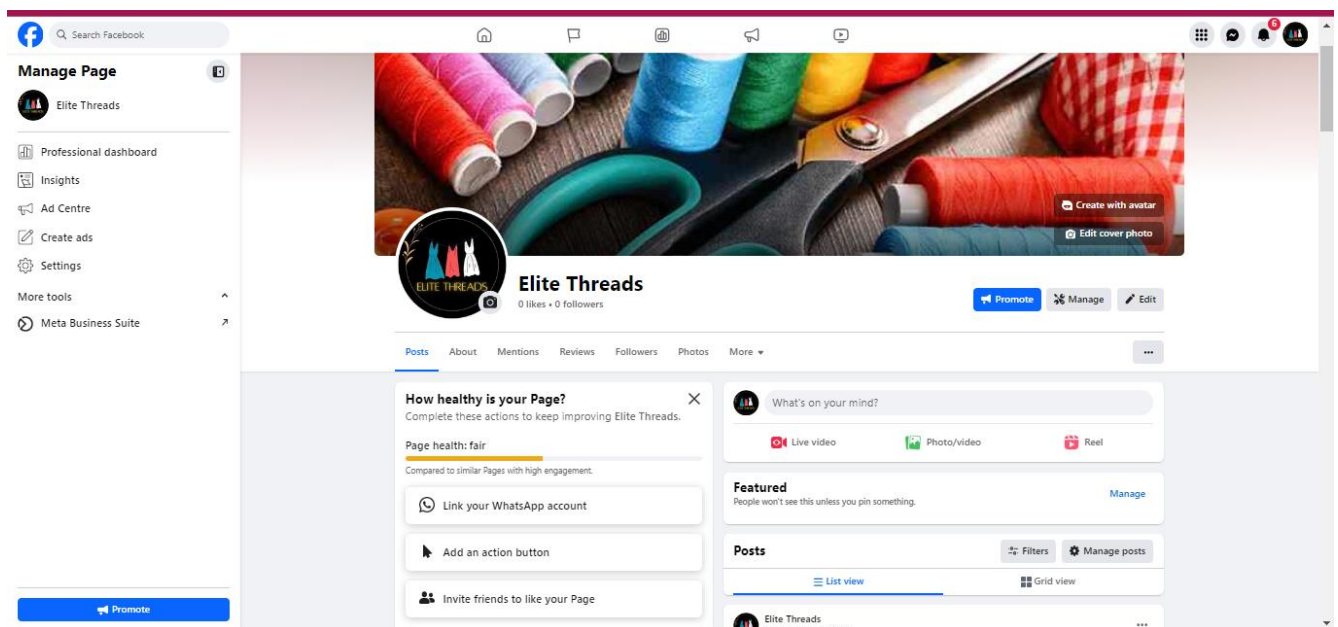 Search Facebook
6
Manage Page
Elite Threads
Professional dashboard
Insights
Ad Centre
Create ads
Settings
More tools
Meta Business Suite
Promote
Create with avatar
Edit cover photo
ELITE THREADS
Elite Threads
0 likes • 0 followers
Promote
Manage
Edit
Posts About Mentions Reviews Followers Photos More
How healthy is your Page?
Complete these actions to keep improving Elite Threads.
Page health: fair
Compared to similar Pages with high engagement.
Link your WhatsApp account
Add an action button
Invite friends to like your Page
What's on your mind?
Live video Photo/video Reel
Featured
People won't see this unless you pin something.
Manage
Posts
Filters Manage posts
List view Grid view
Elite Threads